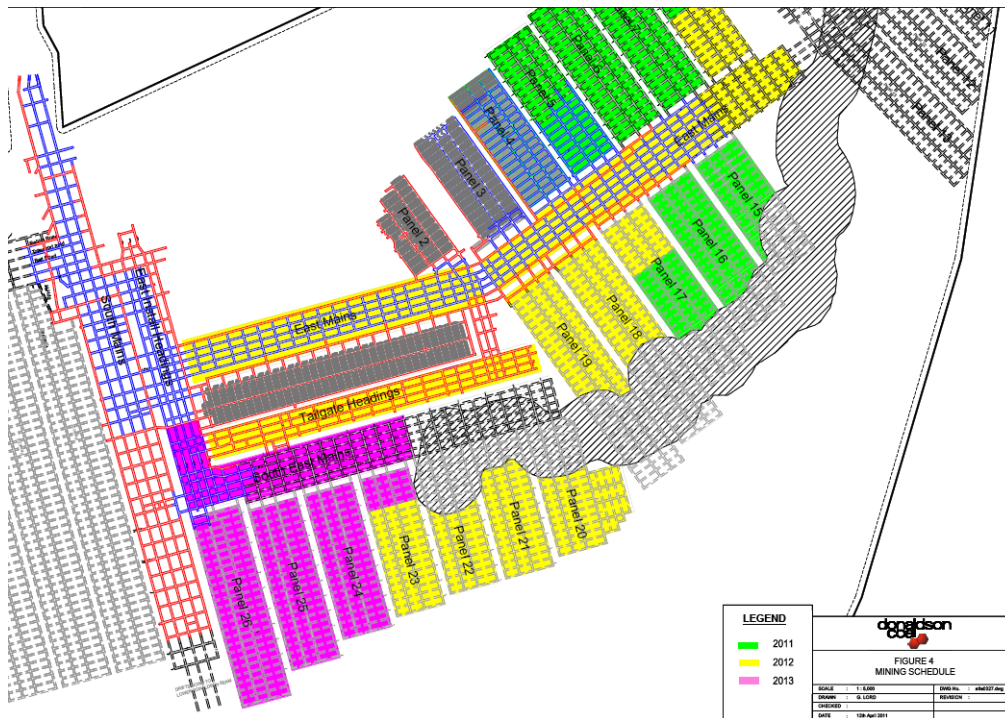 Panel 6
Panel 5
Panel 4
Panel 3
Panel 2
East Mains
Panel 15
Panel 16
Panel 17
Panel 18
Panel 19
East Install Headings
South Mains
East Mains
Tailgate Headings
South East Mains
Panel 20
Panel 21
Panel 22
Panel 23
Panel 24
Panel 25
Panel 26
LEGEND
2011
2012
2013
donaldson
coal
FIGURE 4
MINING SCHEDULE
SCALE :
DWG No. :
DRAWN : G. LORD
REVISION :
CHECKED :
DATE : 12th April 2011